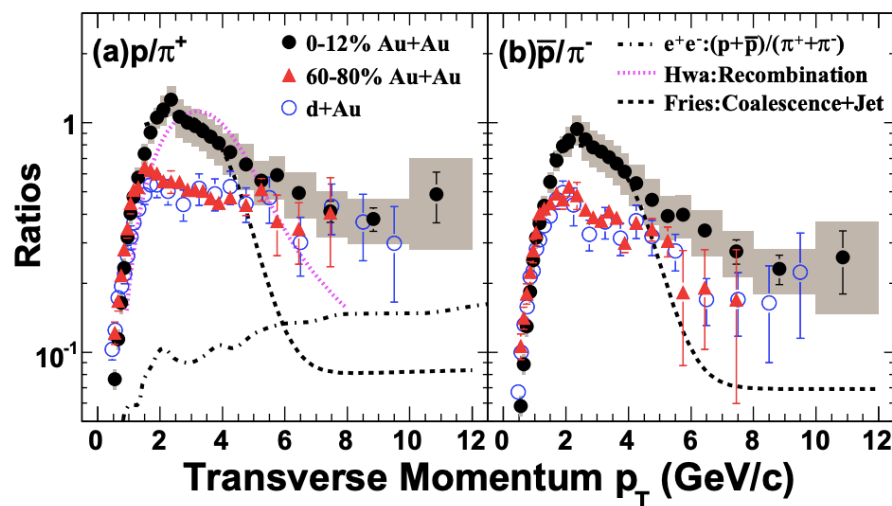 (a)p/π⁺
0-12% Au+Au
60-80% Au+Au
d+Au
(b)p̅/π⁻
e⁺e⁻:(p+p̅)/(π⁺+π⁻)
Hwa:Recombination
Fries:Coalescence+Jet
Ratios
1
10⁻¹
0 2 4 6 8 10 12
0 2 4 6 8 10 12
Transverse Momentum p_T (GeV/c)